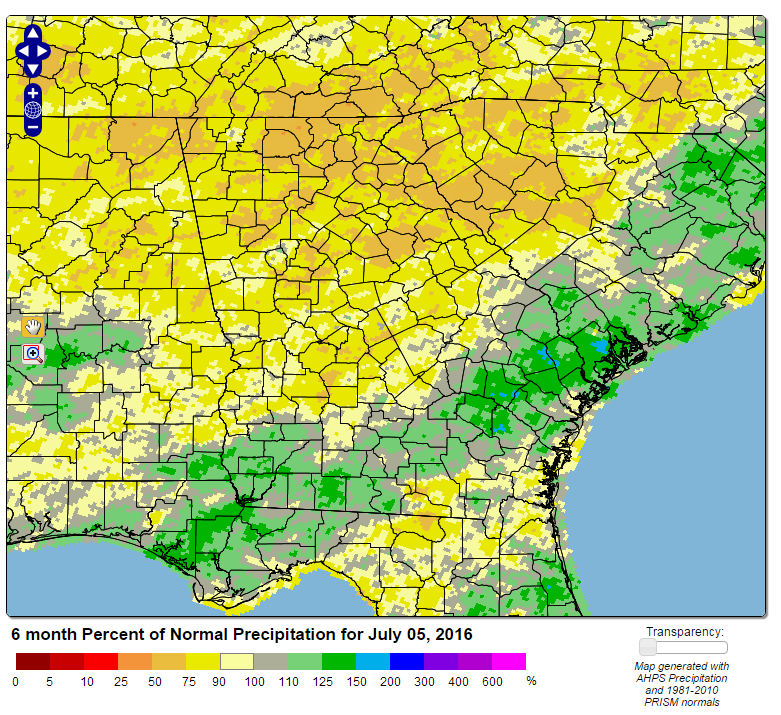 6 month Percent of Normal Precipitation for July 05, 2016
Transparency:
0 5 10 25 50 75 90 100 110 125 150 200 300 400 600 %
Map generated with
AHPS Precipitation
and 1981-2010
PRISM normals